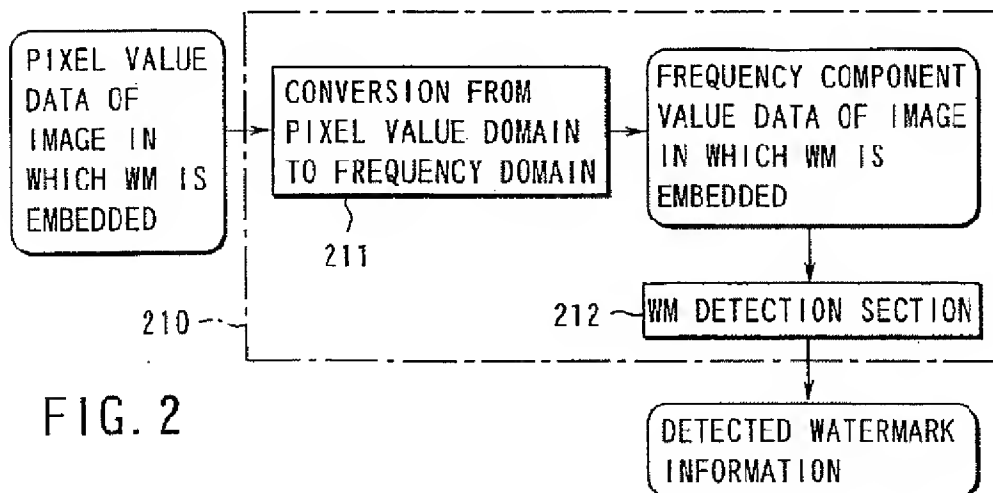 PIXEL VALUE
DATA OF
IMAGE IN
WHICH WM IS
EMBEDDED
CONVERSION FROM
PIXEL VALUE DOMAIN
TO FREQUENCY DOMAIN
211
FREQUENCY COMPONENT
VALUE DATA OF IMAGE
IN WHICH WM IS
EMBEDDED
210
212
WM DETECTION SECTION
FIG. 2
DETECTED WATERMARK
INFORMATION